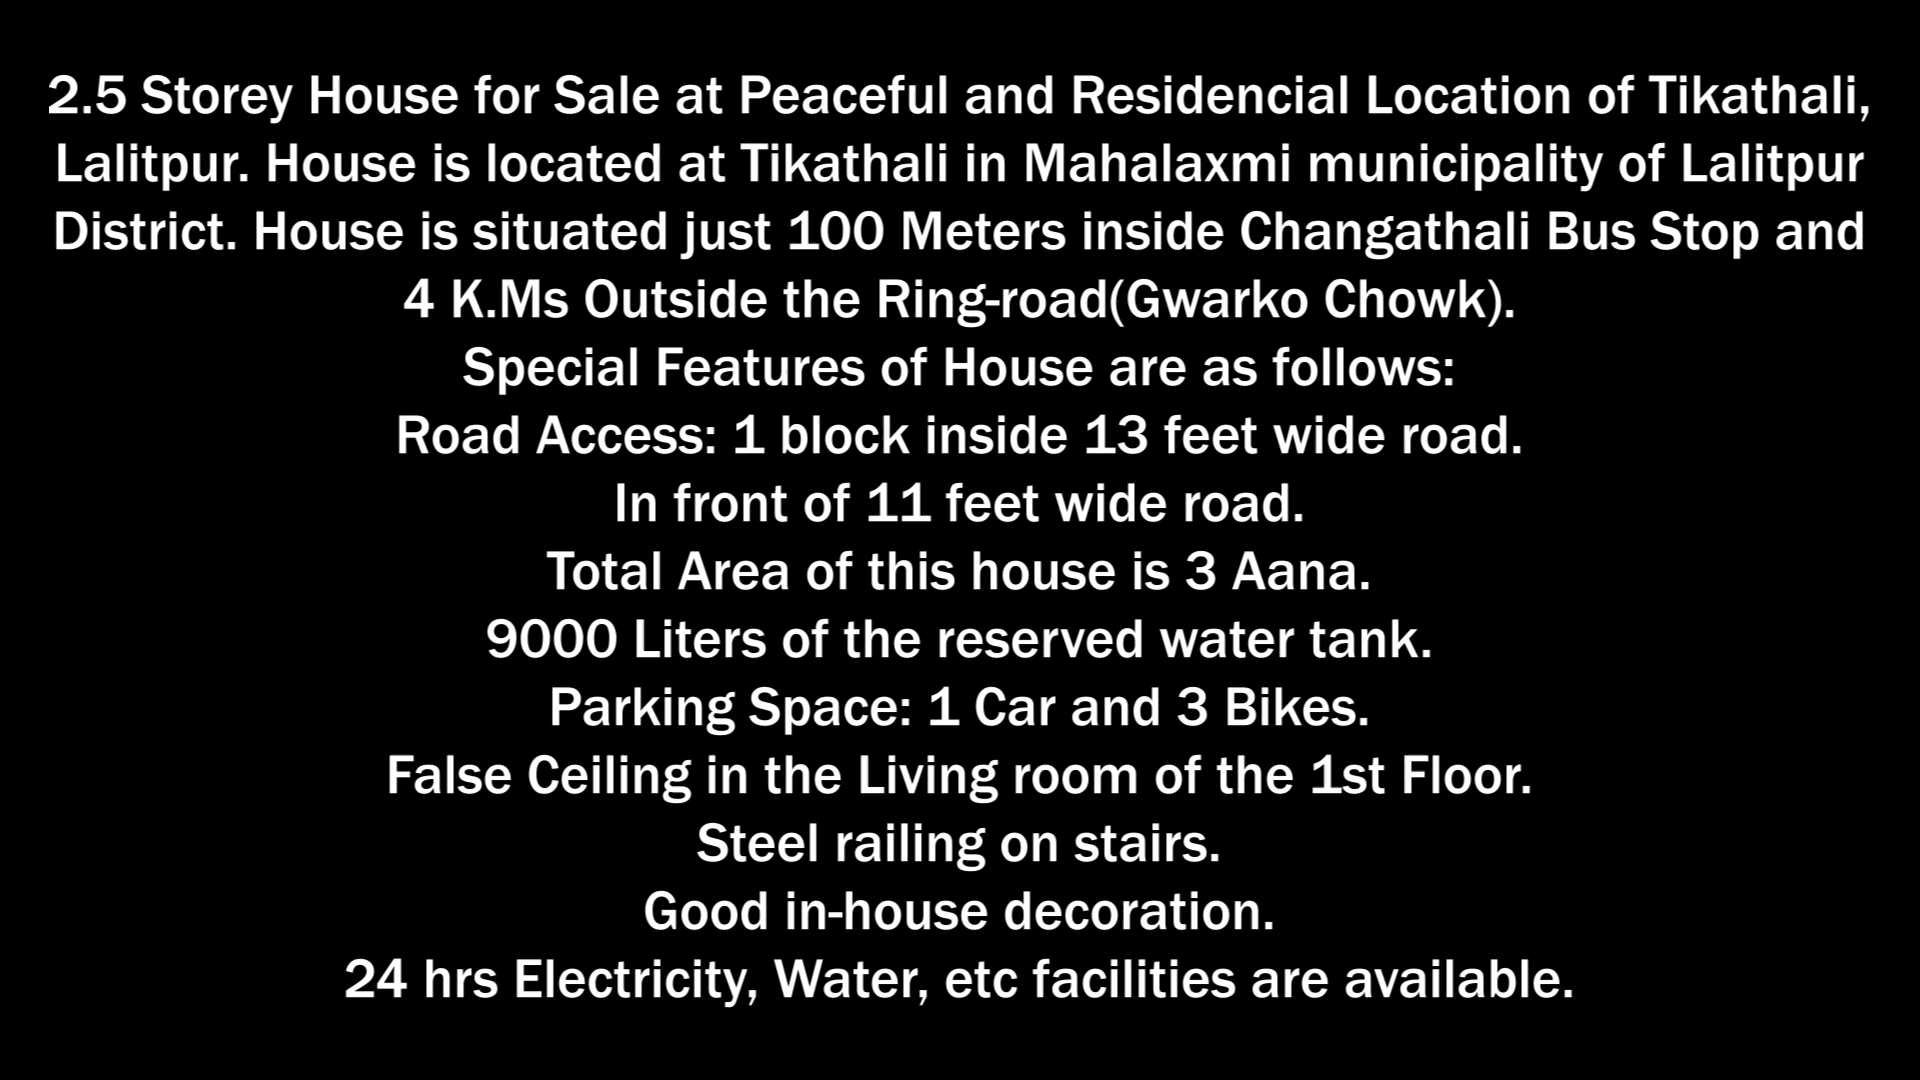 2.5 Storey House for Sale at Peaceful and Residencial Location of Tikathali,
Lalitpur. House is located at Tikathali in Mahalaxmi municipality of Lalitpur
District. House is situated just 100 Meters inside Changathali Bus Stop and
4 K.Ms Outside the Ring-road(Gwarko Chowk).
Special Features of House are as follows:
Road Access: 1 block inside 13 feet wide road.
In front of 11 feet wide road.
Total Area of this house is 3 Aana.
9000 Liters of the reserved water tank.
Parking Space: 1 Car and 3 Bikes.
False Ceiling in the Living room of the 1st Floor.
Steel railing on stairs.
Good in-house decoration.
24 hrs Electricity, Water, etc facilities are available.